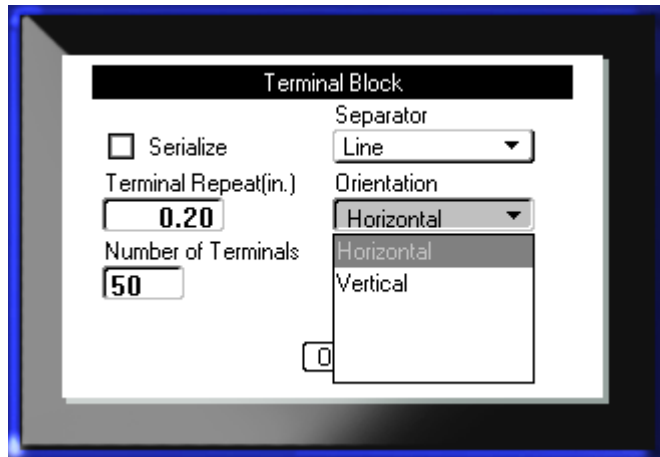 Terminal Block
Separator
Serialize
Line
Terminal Repeat(in.)
Orientation
0.20
Horizontal
Number of Terminals
Horizontal
50
Vertical